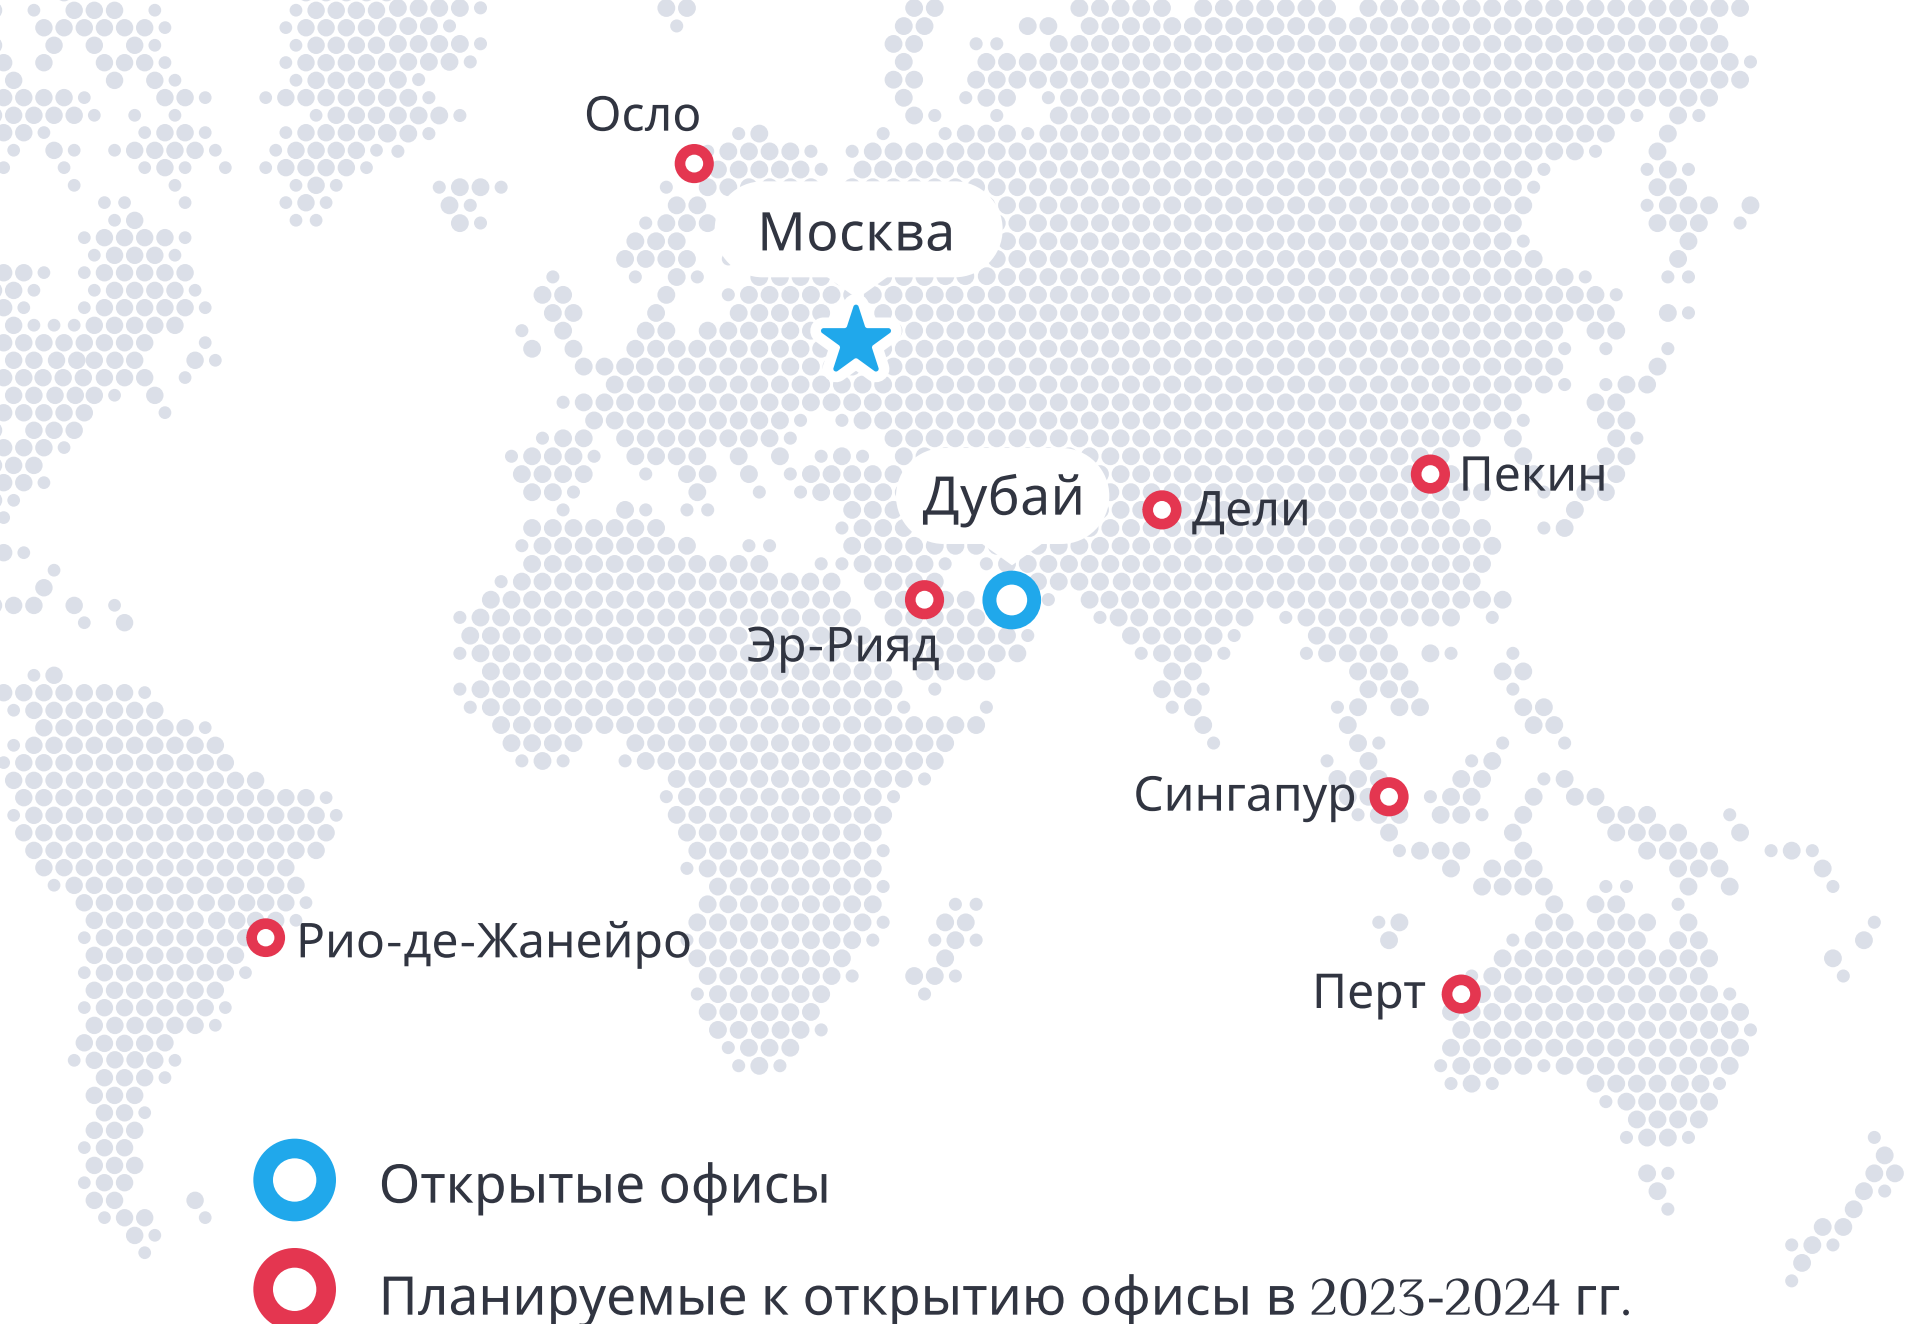 Осло
Москва
Пекин
Дубай
Дели
Эр-Рияд
Сингапур
Рио-де-Жанейро
Перт
Открытые офисы
Планируемые к открытию офисы в 2023-2024 гг.